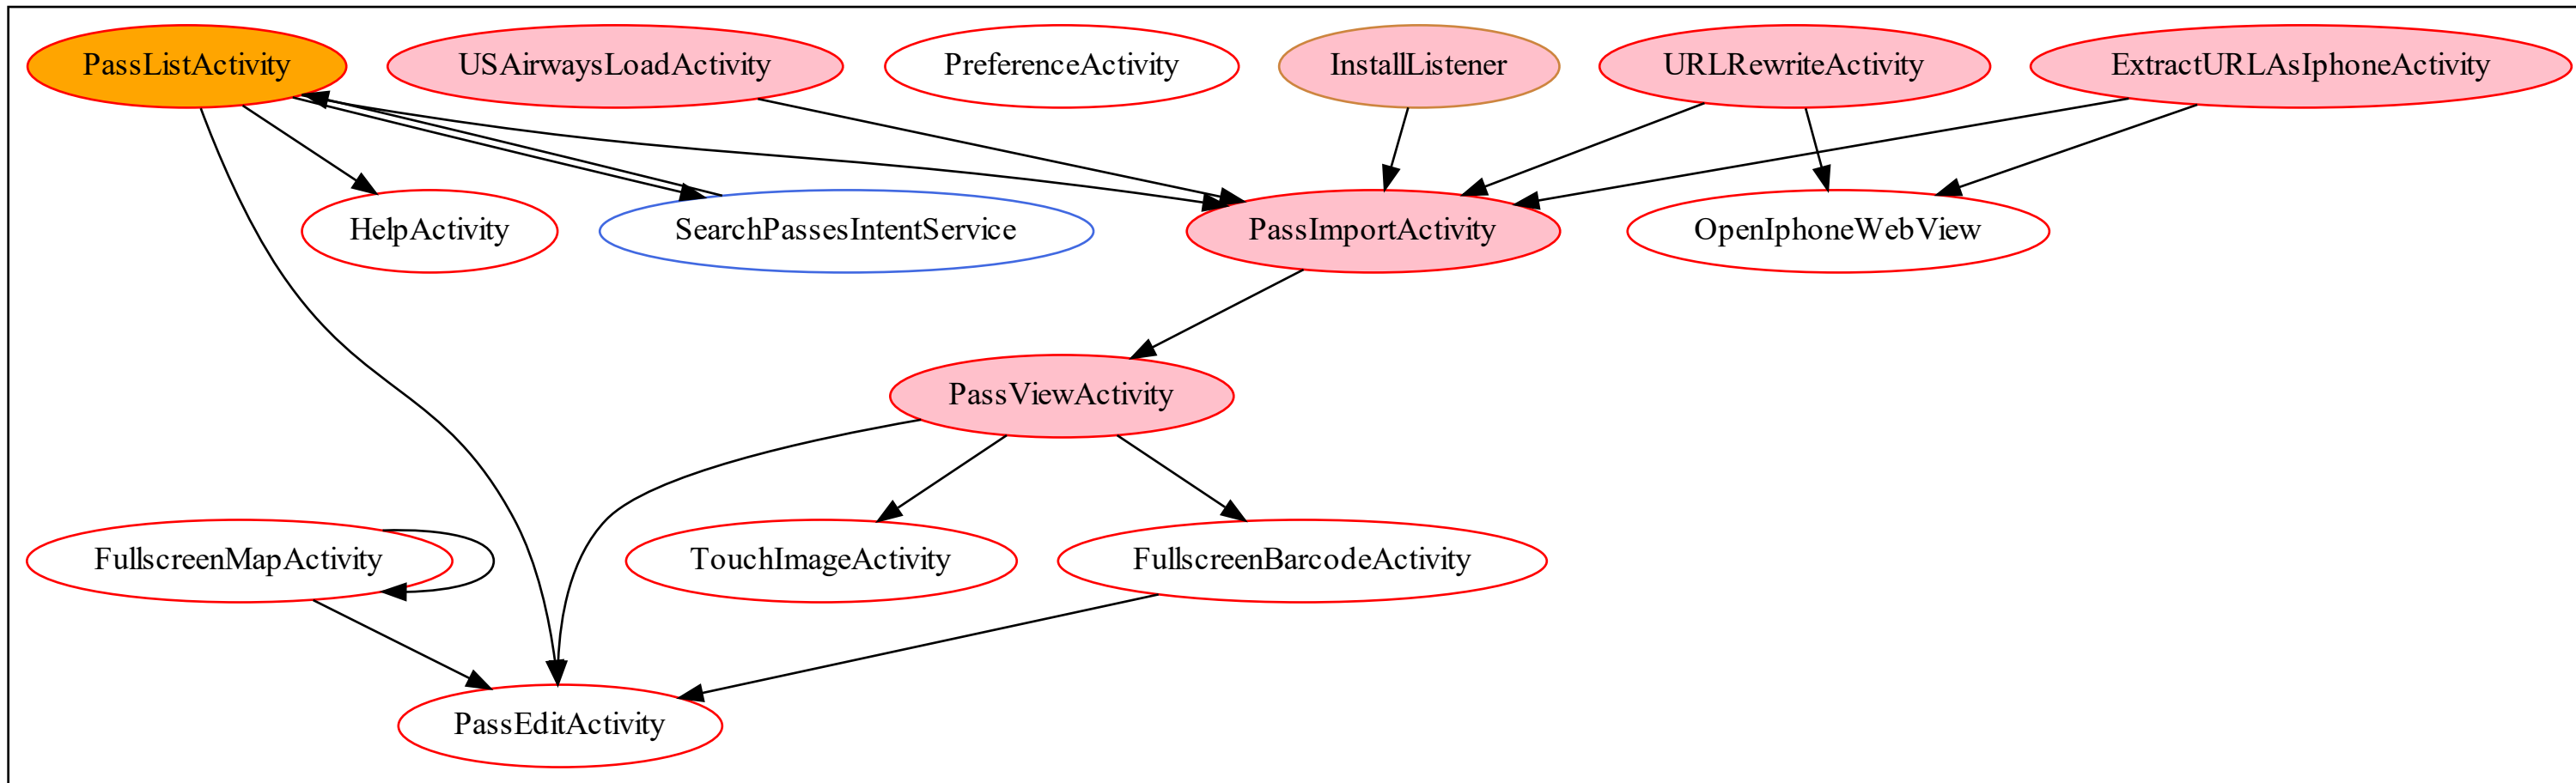 PassListActivity
USAirwaysLoadActivity
PreferenceActivity
InstallListener
URLRewriteActivity
ExtractURLAsIphoneActivity
HelpActivity
SearchPassesIntentService
PassImportActivity
OpenIphoneWebView
PassViewActivity
FullscreenMapActivity
TouchImageActivity
FullscreenBarcodeActivity
PassEditActivity